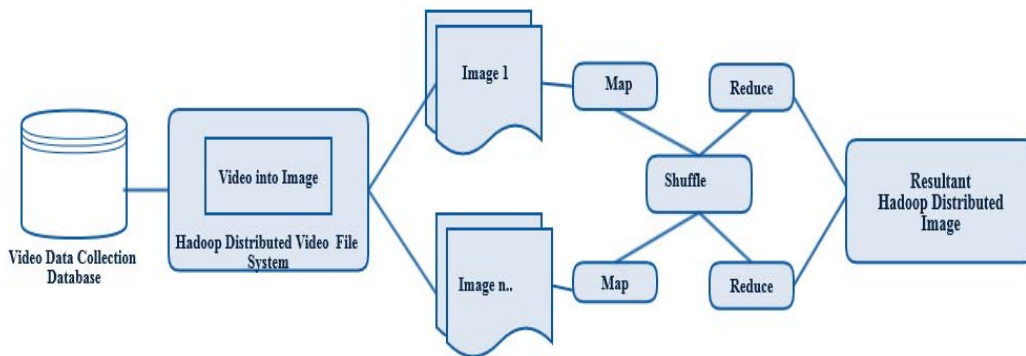 Video Data Collection
Database
Video into Image
Hadoop Distributed Video File
System
Image 1
Image n..
Map
Map
Shuffle
Reduce
Reduce
Resultant
Hadoop Distributed
Image